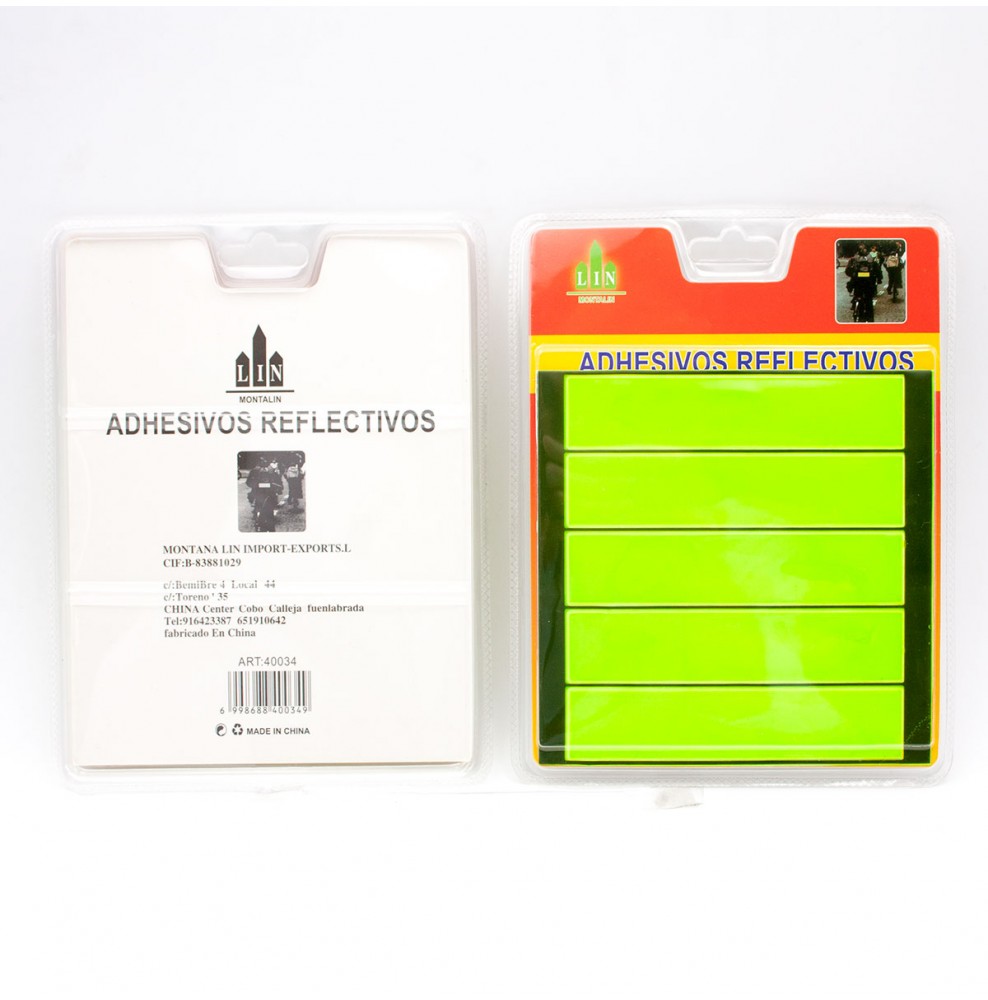 LIN
MONTALIN
ADHESIVOS REFLECTIVOS
MONTANA LIN IMPORT-EXPORTS.L
CIF:B-83881029
c/:BemiBre 4 Local 44
c/:Toreno ' 35
CHINA Center Cobo Calleja fuenlabrada
Tel:916423387 651910642
fabricado En China
ART:40034
6 998688 400349
MADE IN CHINA
LIN
MONTALIN
ADHESIVOS REFLECTIVOS